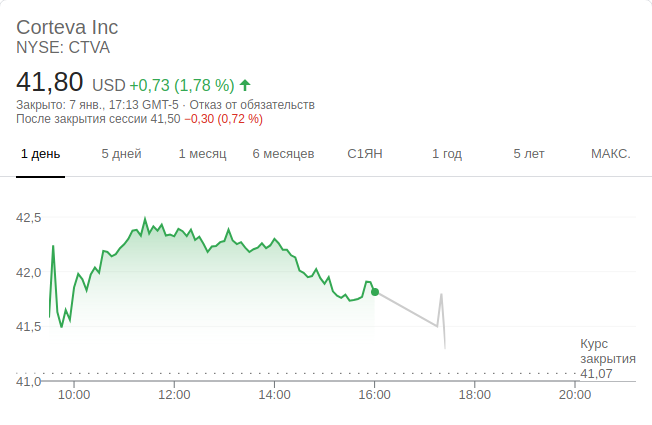 Corteva Inc
NYSE: CTVA
41,80 USD +0,73 (1,78 %)
Закрыто: 7 янв., 17:13 GMT-5 · Отказ от обязательств
После закрытия сессии 41,50 −0,30 (0,72 %)
1 день 5 дней 1 месяц 6 месяцев С1ЯН 1 год 5 лет МАКС.
42,5
42,0
41,5
41,0
Курс
закрытия
41,07
10:00 12:00 14:00 16:00 18:00 20:00